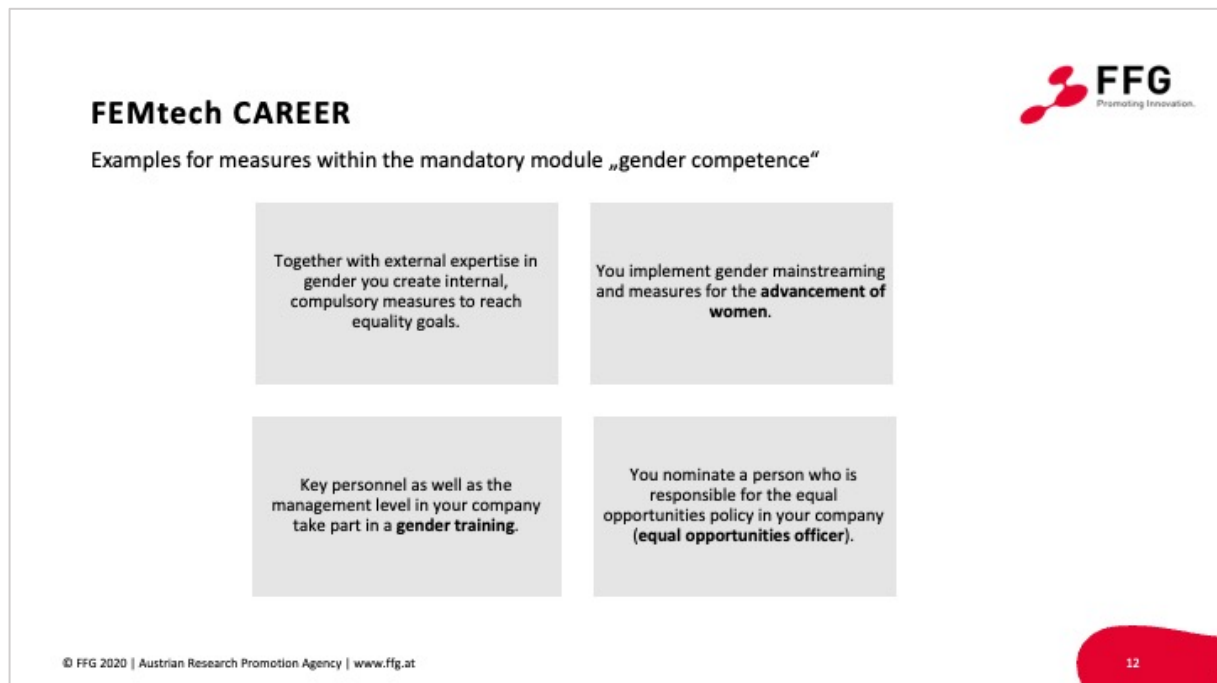 FFG
Promoting Innovation.
FEMtech CAREER
Examples for measures within the mandatory module „gender competence“
Together with external expertise in
gender you create internal,
compulsory measures to reach
equality goals.
You implement gender mainstreaming
and measures for the advancement of
women.
Key personnel as well as the
management level in your company
take part in a gender training.
You nominate a person who is
responsible for the equal
opportunities policy in your company
(equal opportunities officer).
© FFG 2020 | Austrian Research Promotion Agency | www.ffg.at
12